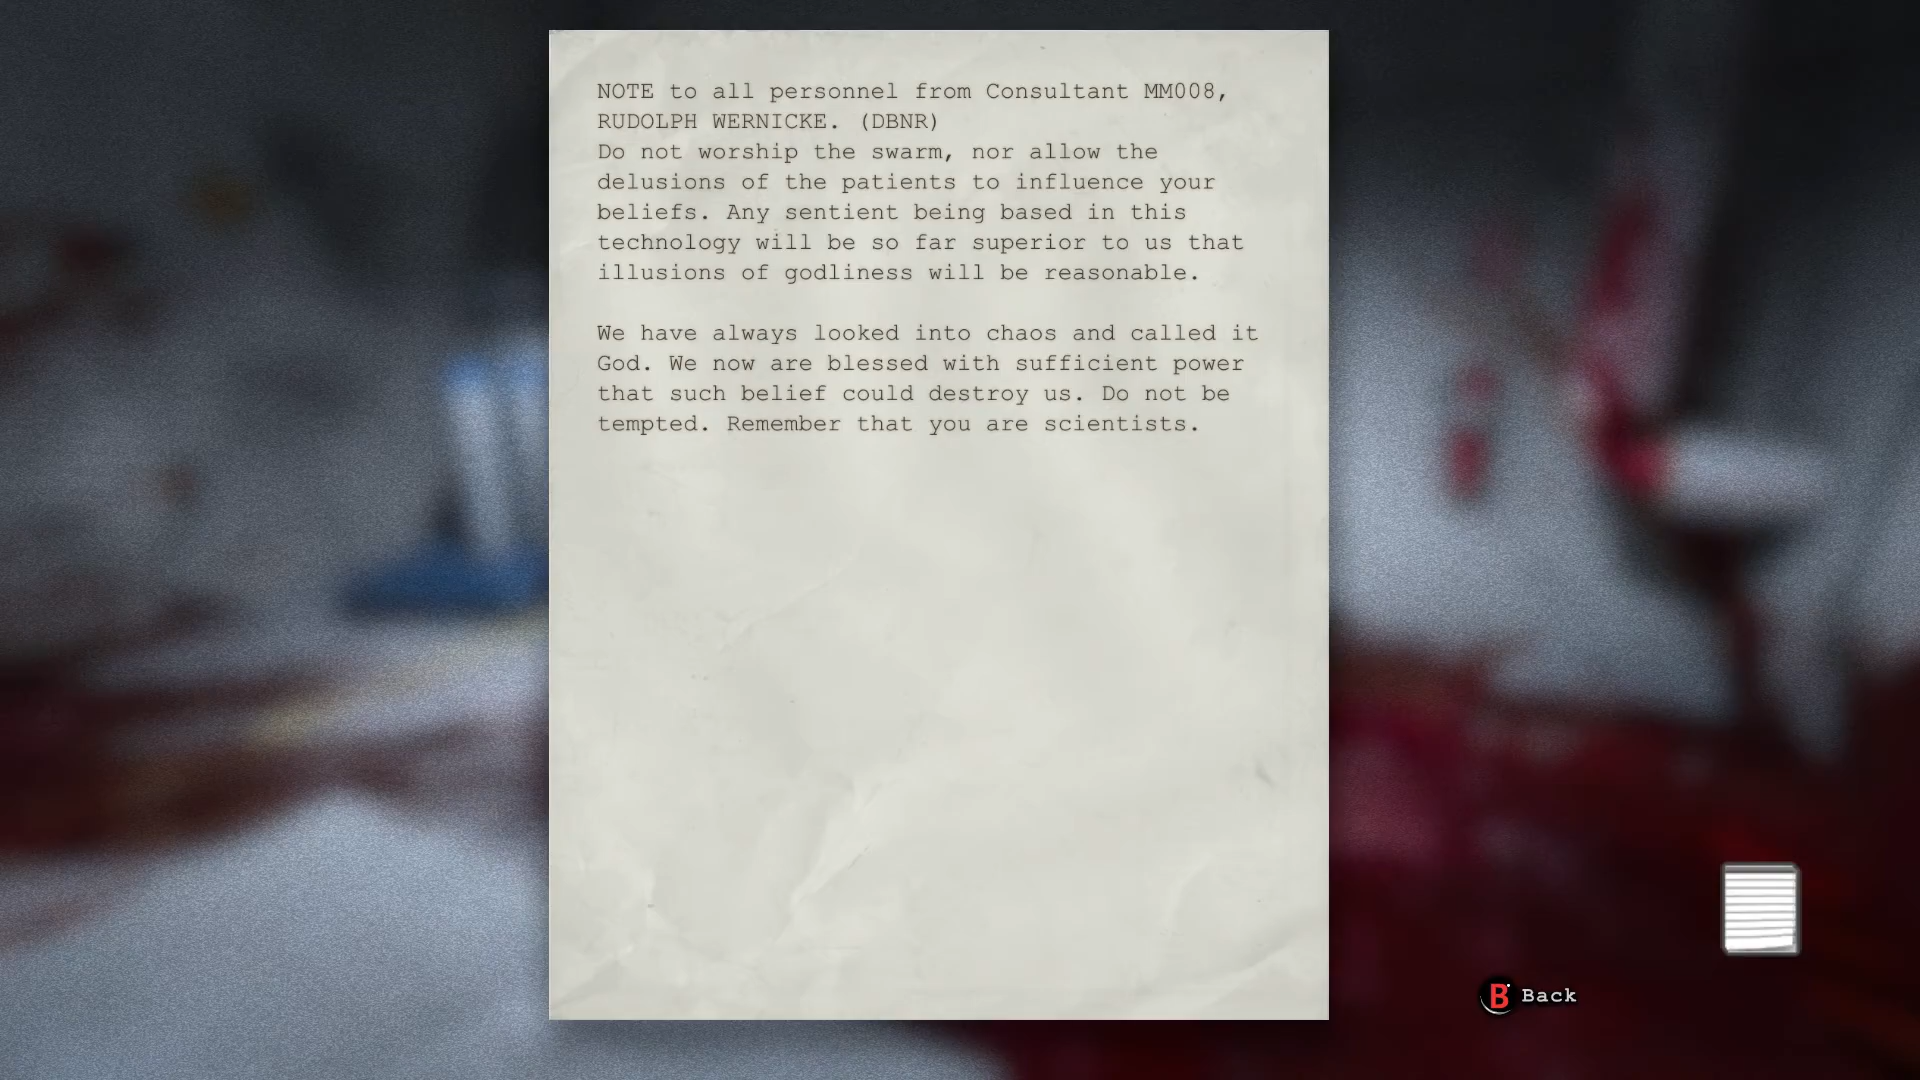 NOTE to all personnel from Consultant MM008,
RUDOLPH WERNICKE. (DBNR)
Do not worship the swarm, nor allow the
delusions of the patients to influence your
beliefs. Any sentient being based in this
technology will be so far superior to us that
illusions of godliness will be reasonable.
We have always looked into chaos and called it
God. We now are blessed with sufficient power
that such belief could destroy us. Do not be
tempted. Remember that you are scientists.
B Back